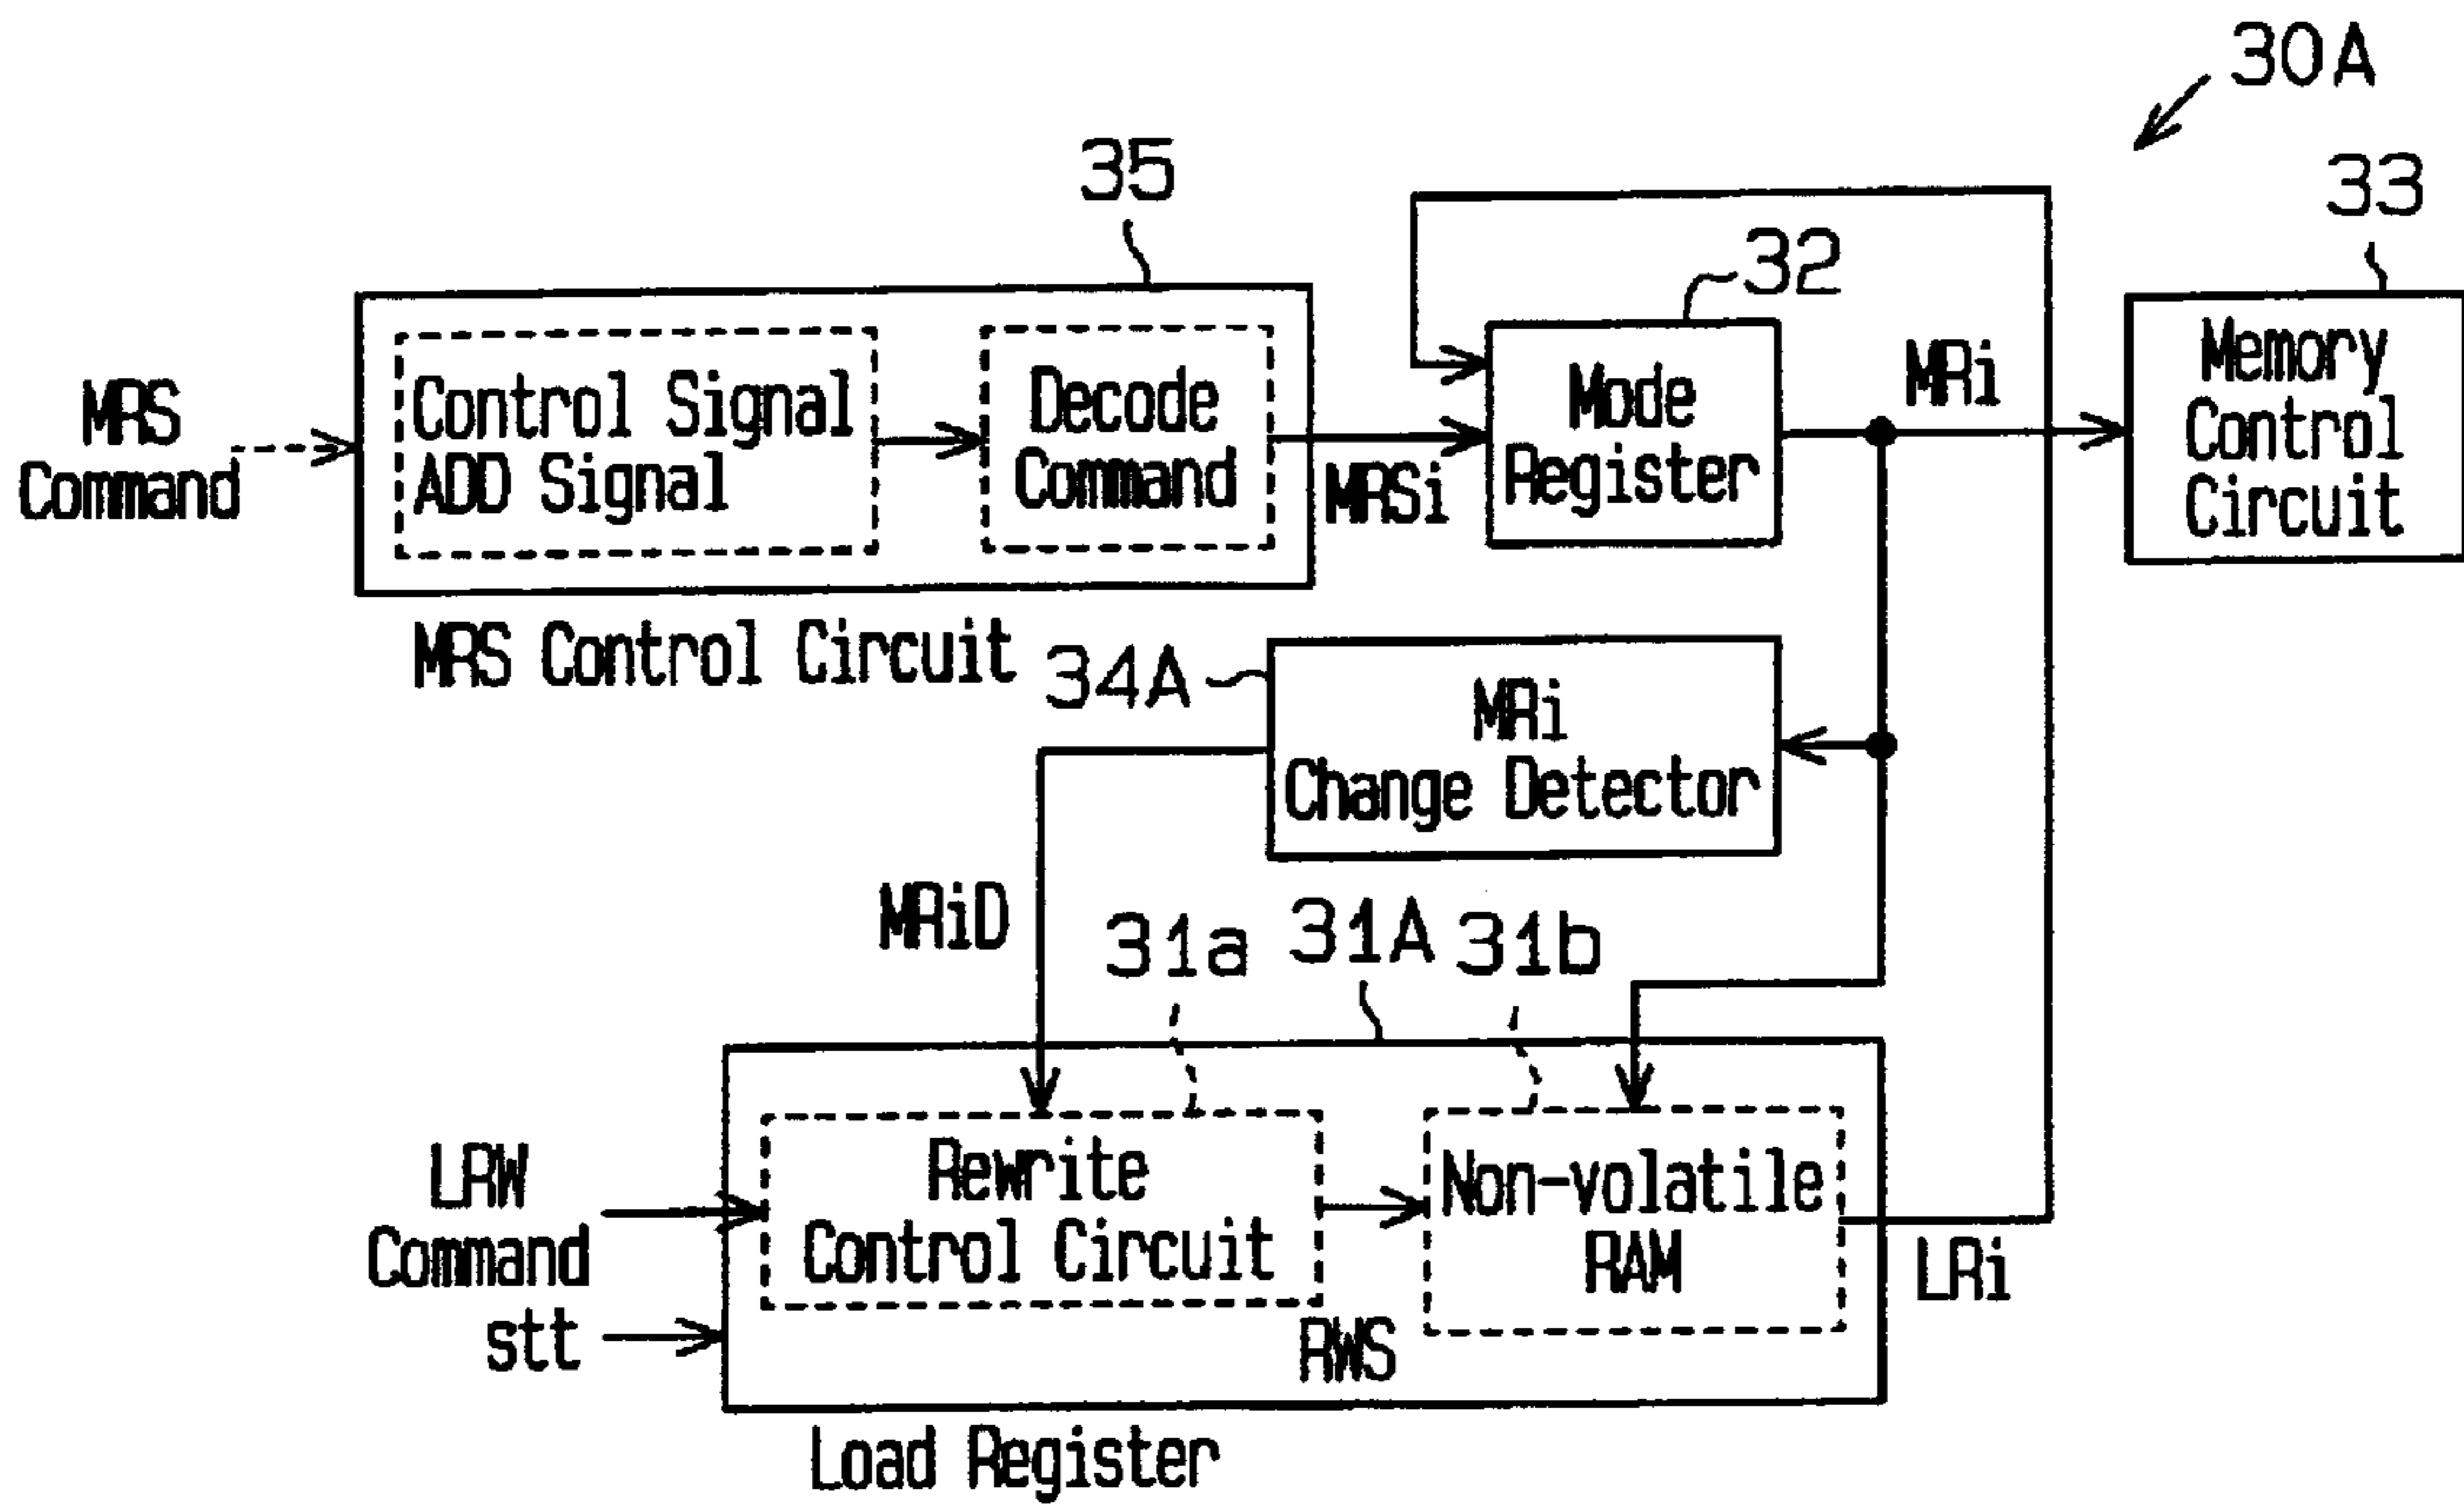 30A
35
33
32
MRS
Command
Control Signal
ADD Signal
Decode
Command
MRSi
Mode
Register
MRi
Memory
Control
Circuit
MRS Control Circuit
34A
MRi
Change Detector
MRiD
31a
31A
31b
LRW
Command
stt
Rewrite
Control Circuit
RWS
Non-volatile
RAM
LRi
Load Register